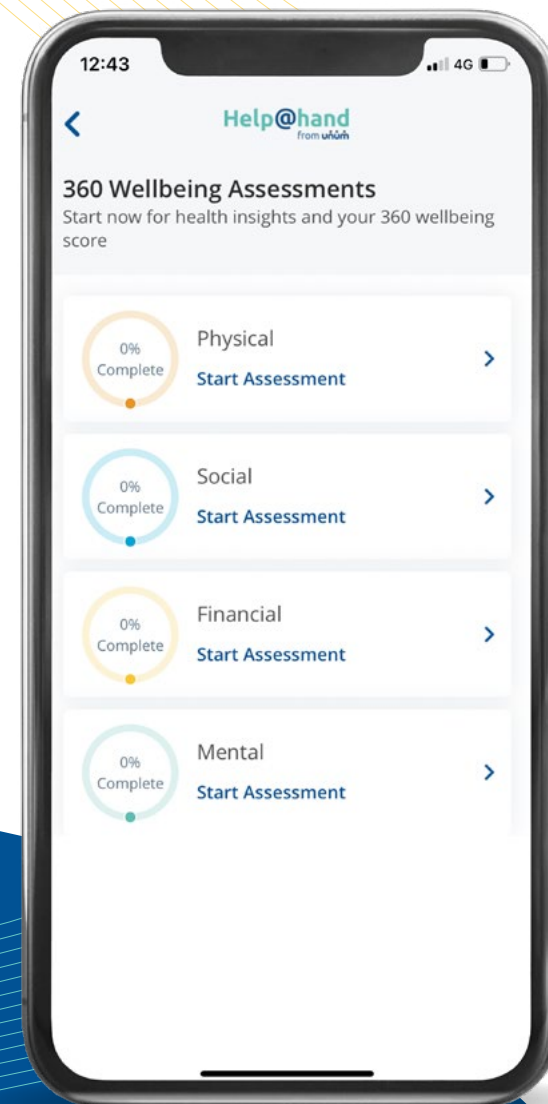 12:43
4G
Help@hand
from unum
360 Wellbeing Assessments
Start now for health insights and your 360 wellbeing
score
0%
Complete
Physical
Start Assessment
0%
Complete
Social
Start Assessment
0%
Complete
Financial
Start Assessment
0%
Complete
Mental
Start Assessment